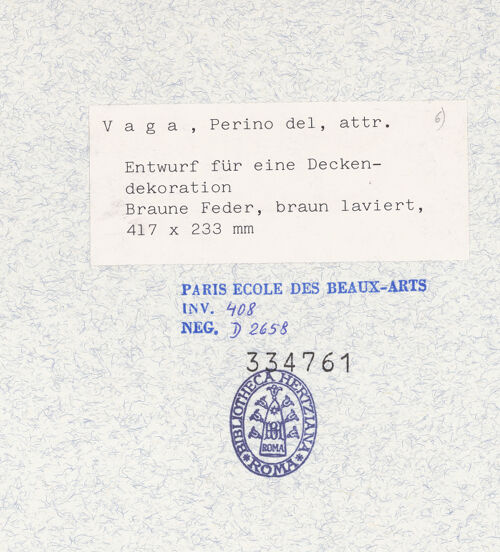 V a g a , Perino del, attr.
6)
Entwurf für eine Decken-
dekoration
Braune Feder, braun laviert,
417 x 233 mm
PARIS ECOLE DES BEAUX-ARTS
INV. 408
NEG. D 2658
334761
BIBLIOTHECA HERTZIANA
BH
ROMA
* ROMA *